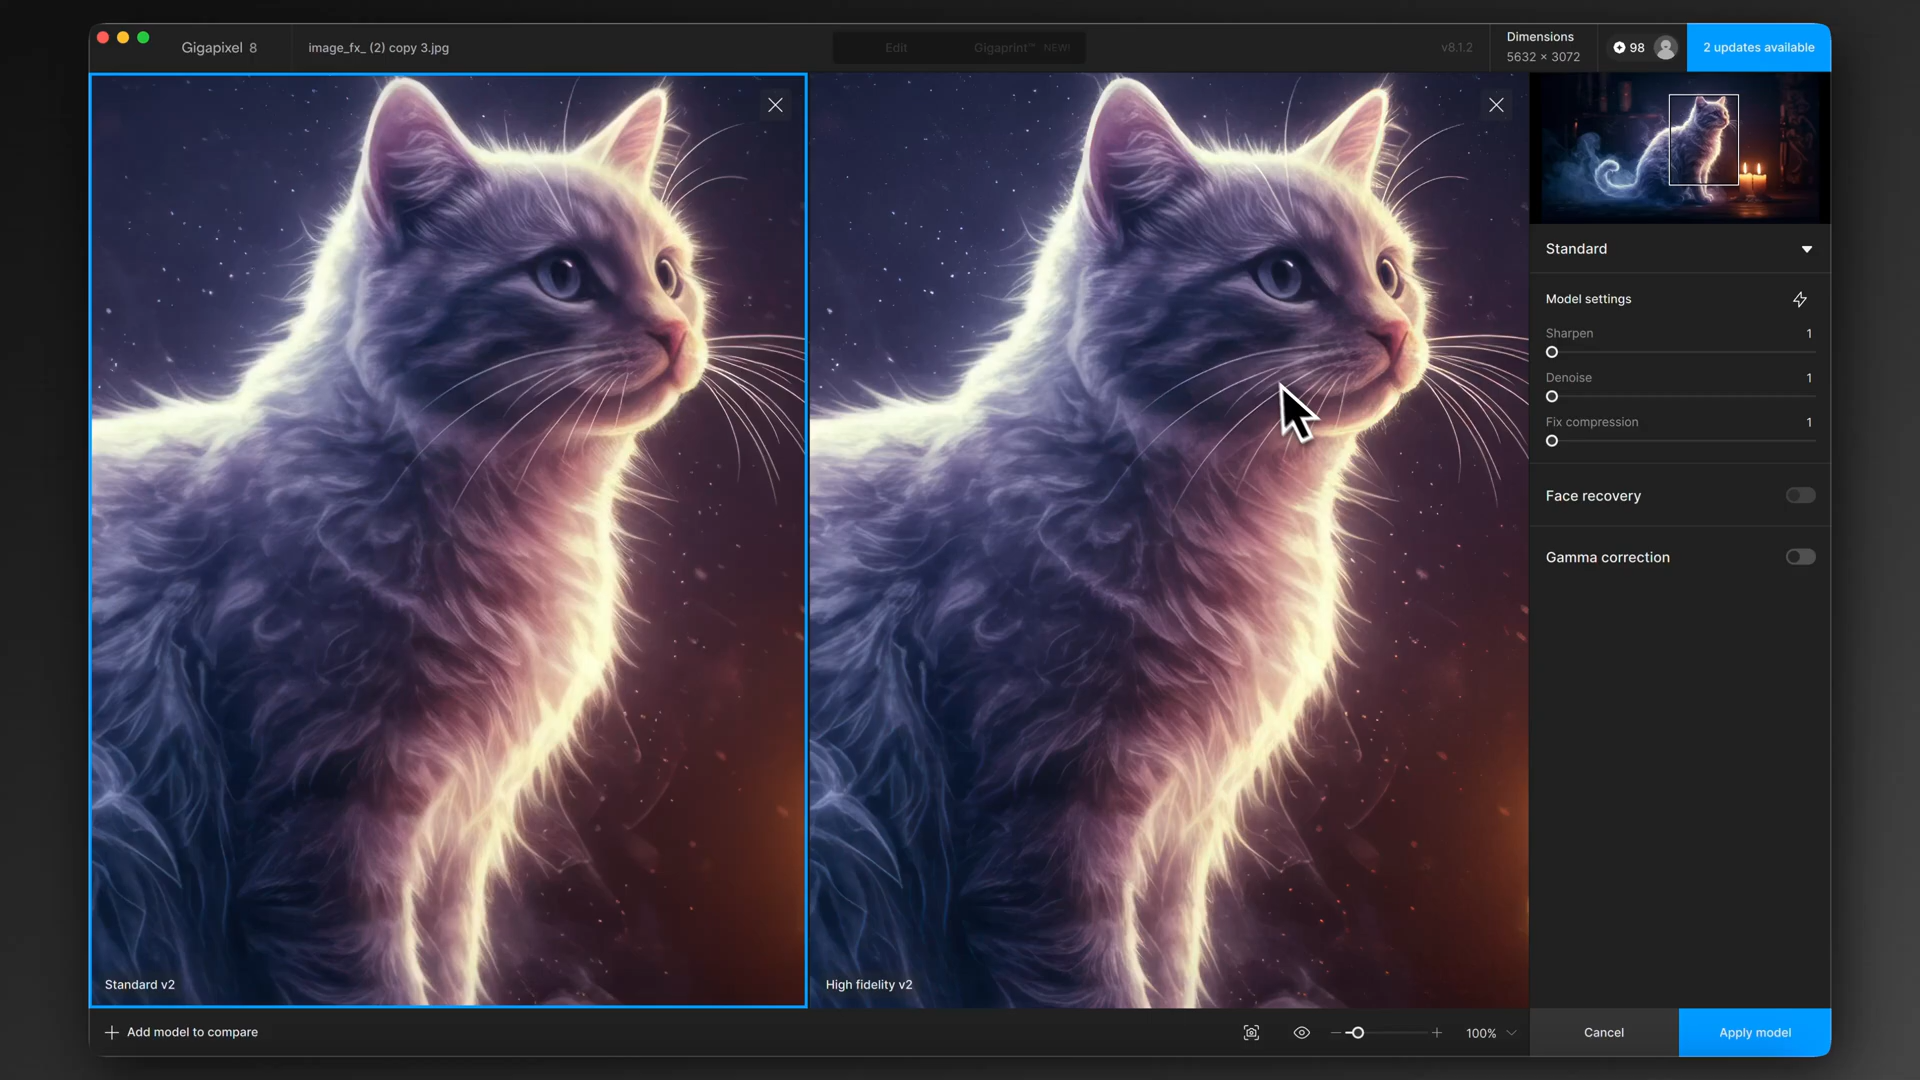 Gigapixel 8
image_fx_ (2) copy 3.jpg
Edit
Gigaprint™ NEW!
v8.1.2
Dimensions
5632 × 3072
98
2 updates available
Standard
Model settings
Sharpen 1
Denoise 1
Fix compression 1
Face recovery
Gamma correction
Standard v2
High fidelity v2
Add model to compare
100%
Cancel
Apply model